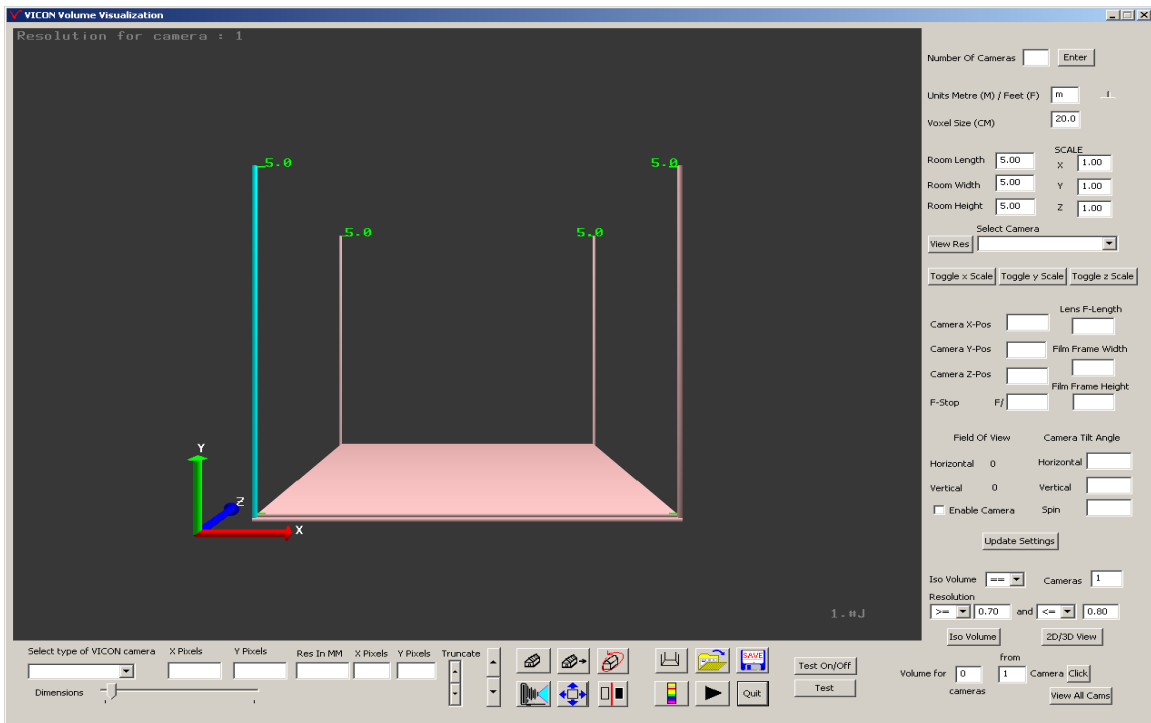 VICON Volume Visualization
Resolution for camera : 1
5.0 5.0
5.0 5.0
Y
Z
X
1.#J
Number Of Cameras Enter
Units Metre (M) / Feet (F) m
Voxel Size (CM) 20.0
SCALE
Room Length 5.00 X 1.00
Room Width 5.00 Y 1.00
Room Height 5.00 Z 1.00
Select Camera
View Res
Toggle x Scale Toggle y Scale Toggle z Scale
Lens F-Length
Camera X-Pos
Camera Y-Pos Film Frame Width
Camera Z-Pos
Film Frame Height
F-Stop F/
Field Of View Camera Tilt Angle
Horizontal 0 Horizontal
Vertical 0 Vertical
Enable Camera Spin
Update Settings
Iso Volume == Cameras 1
Resolution
>= 0.70 and <= 0.80
Iso Volume 2D/3D View
from
Volume for 0 1 Camera Click
cameras View All Cams
Select type of VICON camera X Pixels Y Pixels Res In MM X Pixels Y Pixels Truncate
Dimensions
SAVE
Quit
Test On/Off
Test